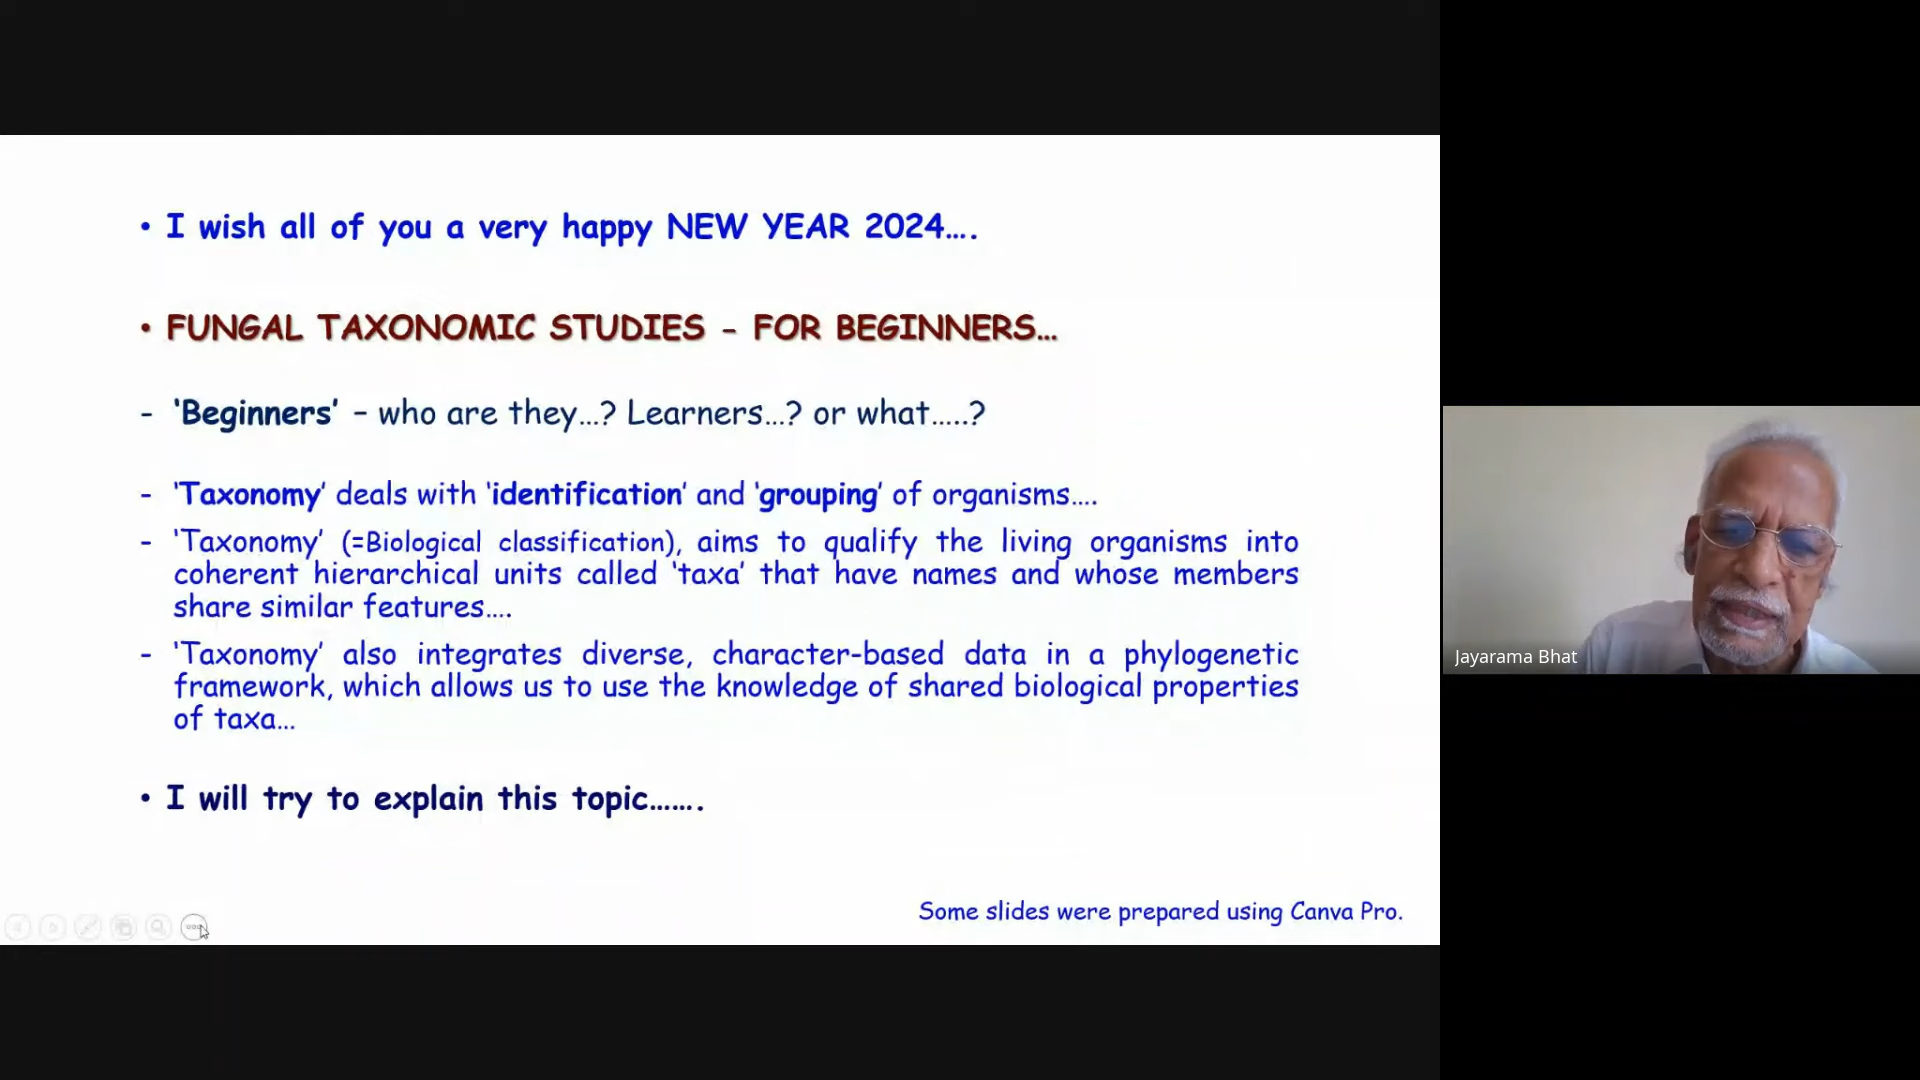 • I wish all of you a very happy NEW YEAR 2024….
• FUNGAL TAXONOMIC STUDIES – FOR BEGINNERS…
- ‘Beginners’ – who are they…? Learners…? or what…..?
- ‘Taxonomy’ deals with ‘identification’ and ‘grouping’ of organisms….
- ‘Taxonomy’ (=Biological classification), aims to qualify the living organisms into
coherent hierarchical units called ‘taxa’ that have names and whose members
share similar features….
- ‘Taxonomy’ also integrates diverse, character-based data in a phylogenetic
framework, which allows us to use the knowledge of shared biological properties
of taxa…
• I will try to explain this topic…….
Some slides were prepared using Canva Pro.
Jayarama Bhat